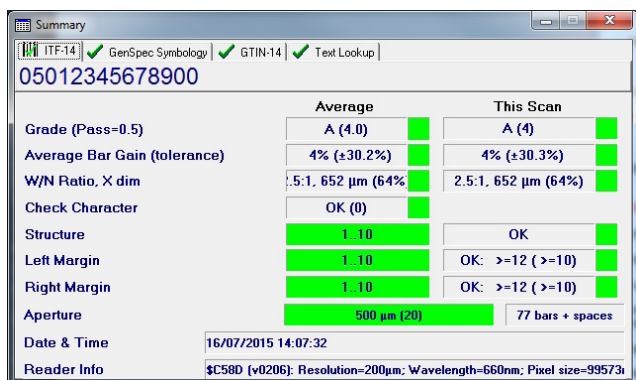 Summary
ITF-14 GenSpec Symbology GTIN-14 Text Lookup
05012345678900
Average This Scan
Grade (Pass=0.5) A (4.0) A (4)
Average Bar Gain (tolerance) 4% (±30.2%) 4% (±30.3%)
W/N Ratio, X dim .5:1, 652 µm (64% 2.5:1, 652 µm (64%)
Check Character OK (0)
Structure 1..10 OK
Left Margin 1..10 OK: >=12 ( >=10)
Right Margin 1..10 OK: >=12 ( >=10)
Aperture 500 µm (20) 77 bars + spaces
Date & Time 16/07/2015 14:07:32
Reader Info $C58D (v0206): Resolution=200µm; Wavelength=660nm; Pixel size=99573